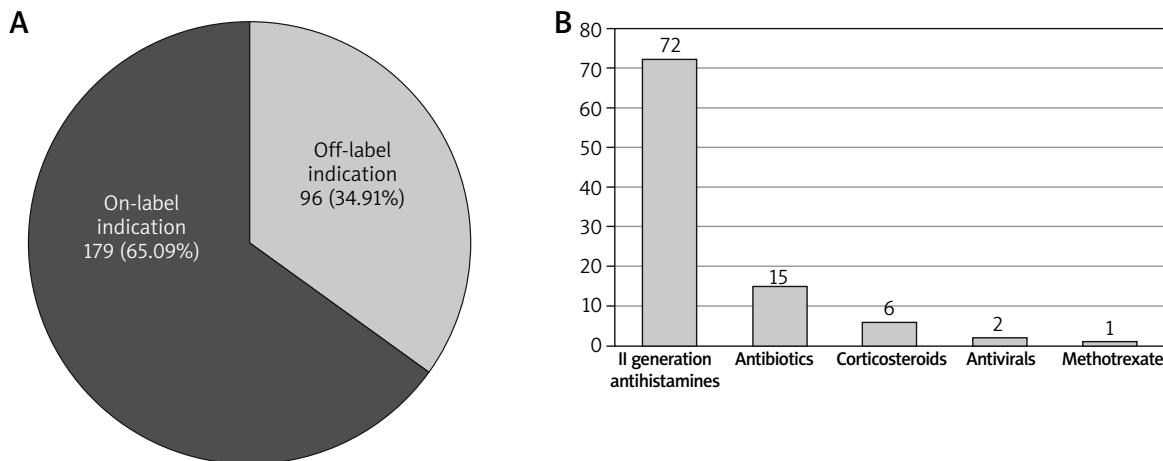 A
On-label
indication
179 (65.09%)
Off-label
indication
96 (34.91%)
B
80
70
60
50
40
30
20
10
0
72
15
6
2
1
II generation
antihistamines
Antibiotics
Corticosteroids
Antivirals
Methotrexate